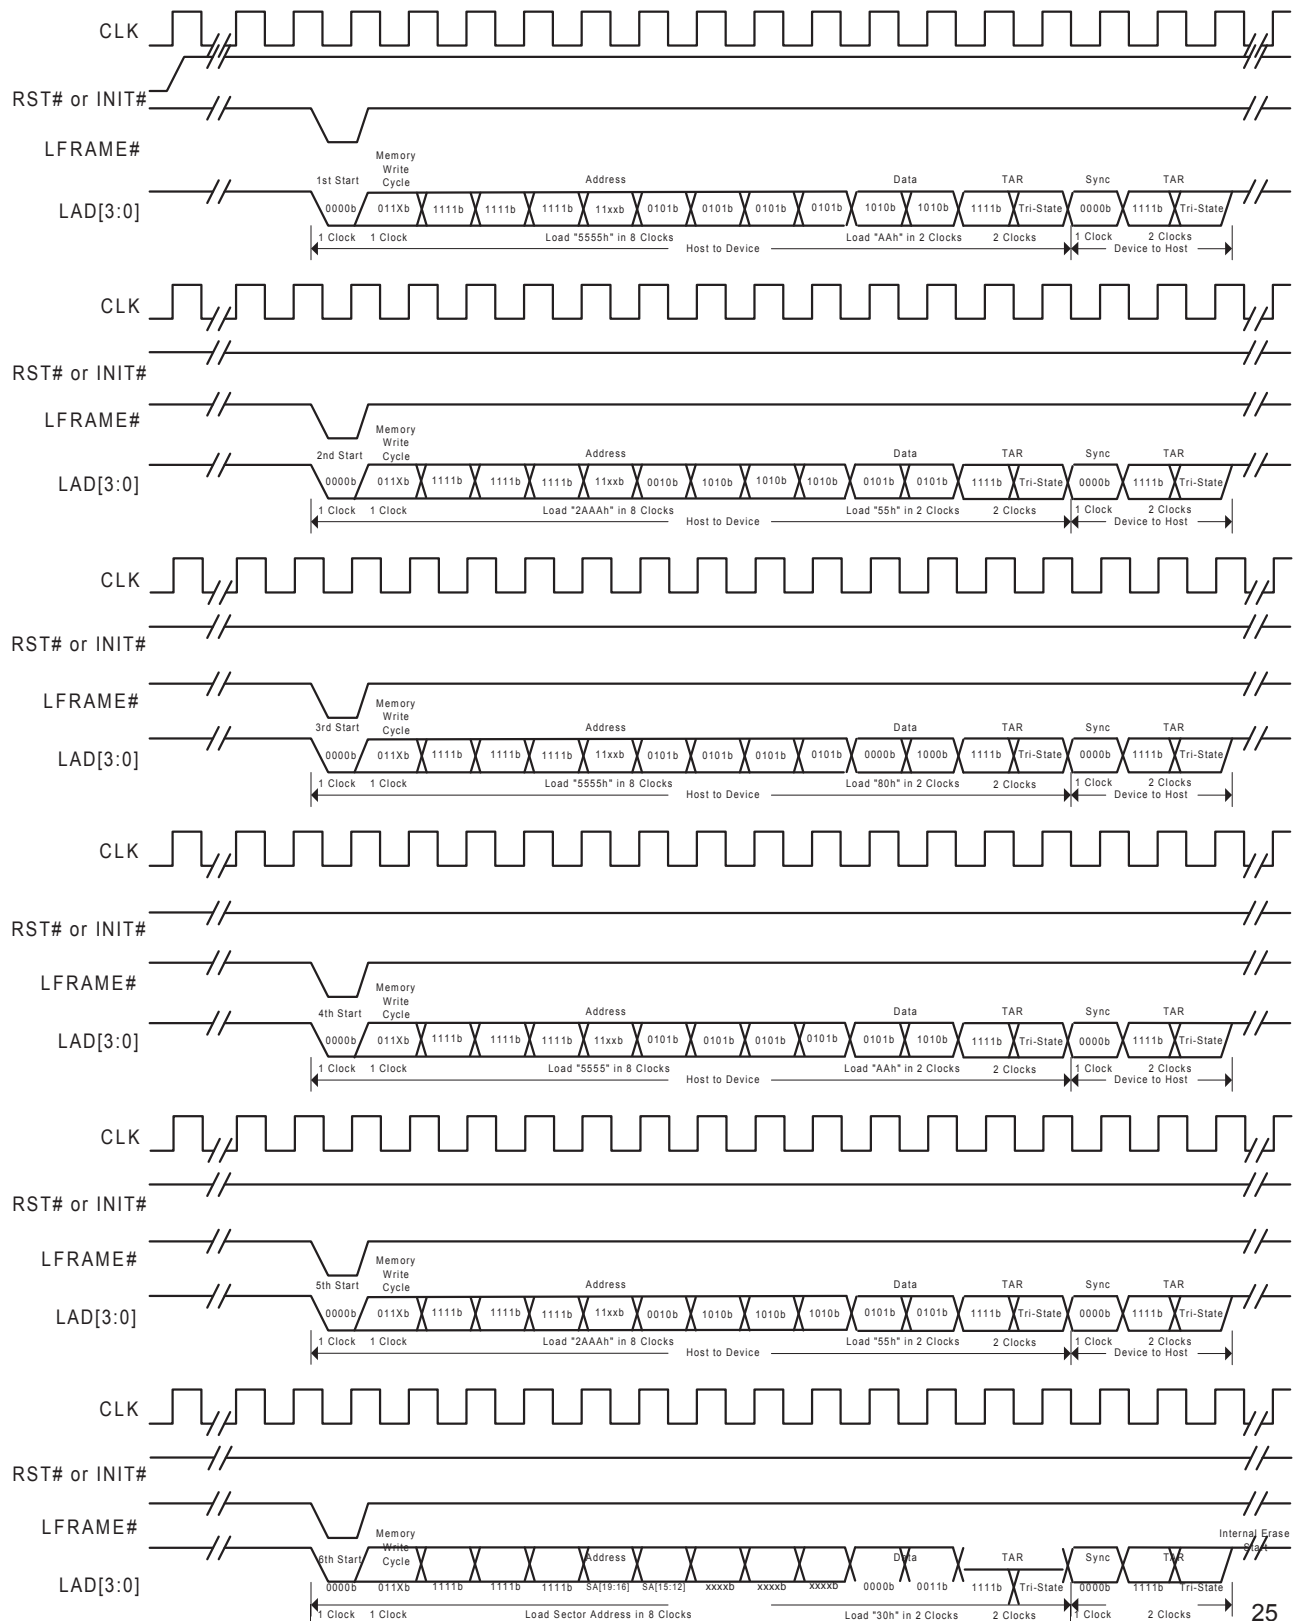 CLK
RST# or INIT#
LFRAME#
Memory
Write
Cycle
1st Start Address Data TAR Sync TAR
LAD[3:0] 0000b 011Xb 1111b 1111b 1111b 11xxb 0101b 0101b 0101b 0101b 1010b 1010b 1111b Tri-State 0000b 1111b Tri-State
1 Clock 1 Clock Load "5555h" in 8 Clocks Load "AAh" in 2 Clocks 2 Clocks 1 Clock 2 Clocks
Host to Device Device to Host
CLK
RST# or INIT#
LFRAME#
Memory
Write
Cycle
2nd Start Address Data TAR Sync TAR
LAD[3:0] 0000b 011Xb 1111b 1111b 1111b 11xxb 0010b 1010b 1010b 1010b 0101b 0101b 1111b Tri-State 0000b 1111b Tri-State
1 Clock 1 Clock Load "2AAAh" in 8 Clocks Load "55h" in 2 Clocks 2 Clocks 1 Clock 2 Clocks
Host to Device Device to Host
CLK
RST# or INIT#
LFRAME#
Memory
Write
Cycle
3rd Start Address Data TAR Sync TAR
LAD[3:0] 0000b 011Xb 1111b 1111b 1111b 11xxb 0101b 0101b 0101b 0101b 0000b 1000b 1111b Tri-State 0000b 1111b Tri-State
1 Clock 1 Clock Load "5555h" in 8 Clocks Load "80h" in 2 Clocks 2 Clocks 1 Clock 2 Clocks
Host to Device Device to Host
CLK
RST# or INIT#
LFRAME#
Memory
Write
Cycle
4th Start Address Data TAR Sync TAR
LAD[3:0] 0000b 011Xb 1111b 1111b 1111b 11xxb 0101b 0101b 0101b 0101b 0101b 1010b 1111b Tri-State 0000b 1111b Tri-State
1 Clock 1 Clock Load "5555" in 8 Clocks Load "AAh" in 2 Clocks 2 Clocks 1 Clock 2 Clocks
Host to Device Device to Host
CLK
RST# or INIT#
LFRAME#
Memory
Write
Cycle
5th Start Address Data TAR Sync TAR
LAD[3:0] 0000b 011Xb 1111b 1111b 1111b 11xxb 0010b 1010b 1010b 1010b 0101b 0101b 1111b Tri-State 0000b 1111b Tri-State
1 Clock 1 Clock Load "2AAAh" in 8 Clocks Load "55h" in 2 Clocks 2 Clocks 1 Clock 2 Clocks
Host to Device Device to Host
CLK
RST# or INIT#
LFRAME#
Memory
Write
Cycle
Internal Erase
Start
6th Start Address Data TAR Sync TAR
LAD[3:0] 0000b 011Xb 1111b 1111b 1111b SA[19:16] SA[15:12] xxxxb xxxxb xxxxb 0000b 0011b 1111b Tri-State 0000b 1111b Tri-State
1 Clock 1 Clock Load Sector Address in 8 Clocks Load "30h" in 2 Clocks 2 Clocks 1 Clock 2 Clocks
25